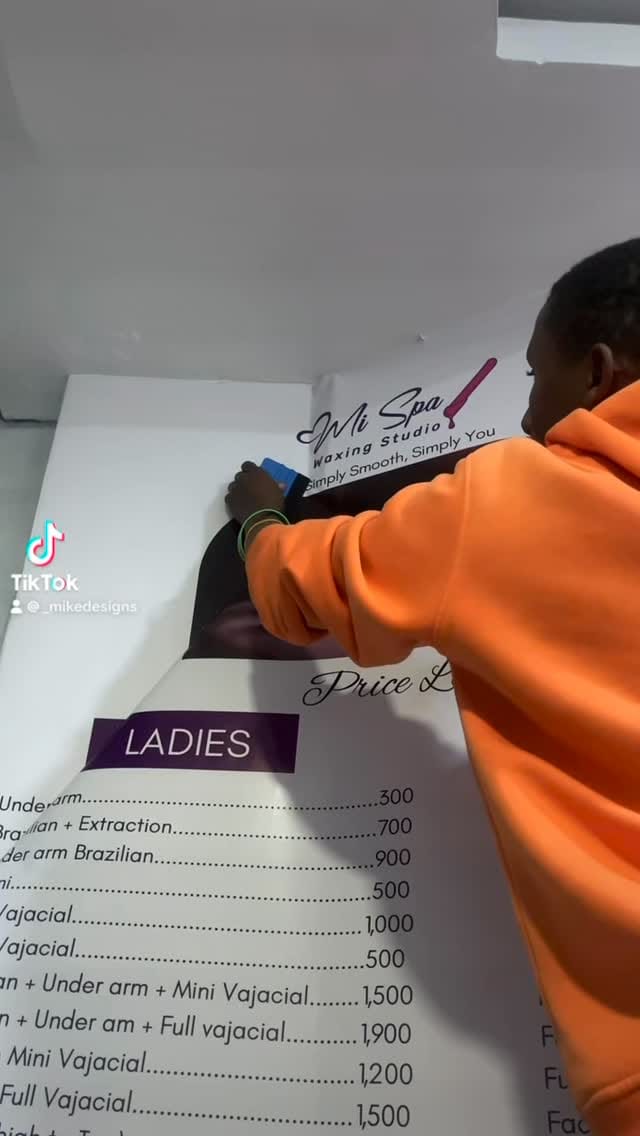 Mi Spa
Waxing Studio
Simply Smooth, Simply You
TikTok
@_mikedesigns
Price
LADIES
Underarm 300
+ Extraction 700
arm Brazilian 900
500
Vajacial 1,000
Vajacial 500
+ Under arm + Mini Vajacial 1,500
+ Under am + Full vajacial 1,900
Mini Vajacial 1,200
Full Vajacial 1,500